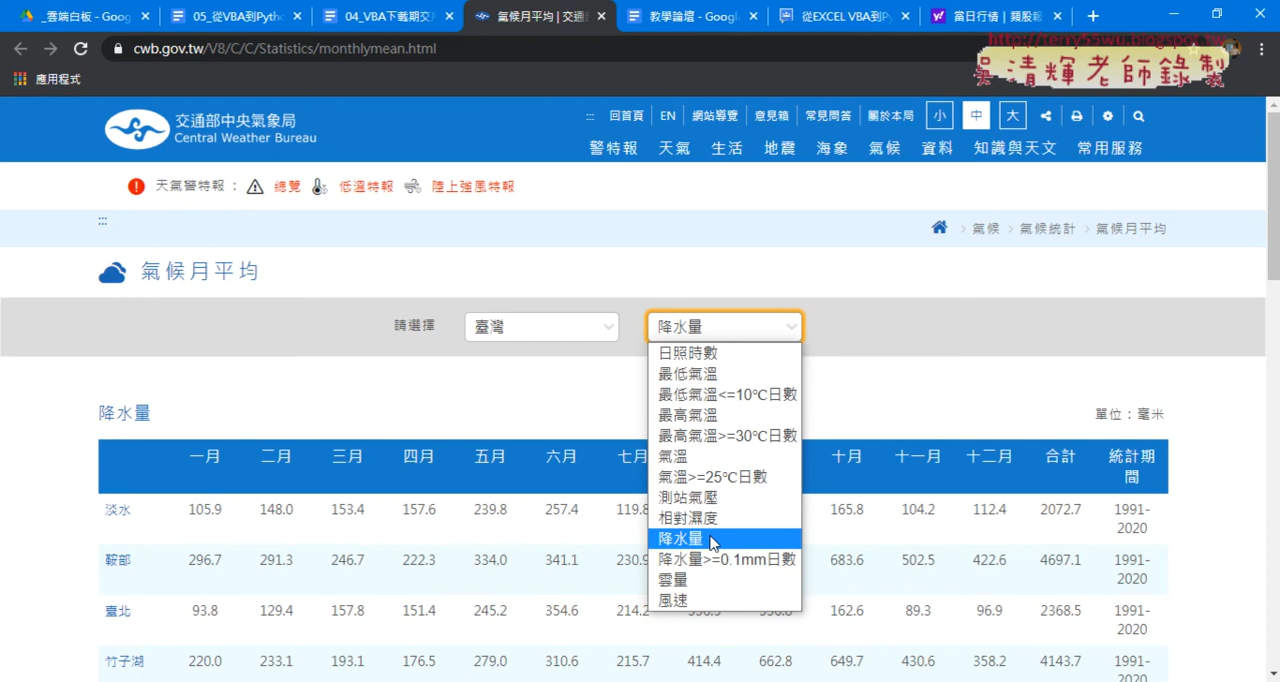 _雲端白板 - Goog
05_從VBA到Pytho
04_VBA下載期交
氣候月平均 | 交通
教學論壇 - Googl
從EXCEL VBA到P
當日行情 | 類股報
cwb.gov.tw/V8/C/C/Statistics/monthlymean.html
http://terry55wu.blogspot.tw
吳清輝老師錄製
應用程式
交通部中央氣象局
Central Weather Bureau
::: 回首頁 EN 網站導覽 意見箱 常見問答 關於本局 小 中 大
警特報 天氣 生活 地震 海象 氣候 資料 知識與天文 常用服務
天氣警特報： 總覽 低溫特報 陸上強風特報
:::
氣候 > 氣候統計 > 氣候月平均
氣候月平均
請選擇 臺灣 降水量
日照時數
最低氣溫
最低氣溫<=10℃日數
最高氣溫
最高氣溫>=30℃日數
氣溫
氣溫>=25℃日數
測站氣壓
相對濕度
降水量
降水量>=0.1mm日數
雲量
風速
降水量 單位：毫米
一月 二月 三月 四月 五月 六月 七月 十月 十一月 十二月 合計 統計期間
淡水 105.9 148.0 153.4 157.6 239.8 257.4 119.8 165.8 104.2 112.4 2072.7 1991-2020
鞍部 296.7 291.3 246.7 222.3 334.0 341.1 230.9 683.6 502.5 422.6 4697.1 1991-2020
臺北 93.8 129.4 157.8 151.4 245.2 354.6 214.2 162.6 89.3 96.9 2368.5 1991-2020
竹子湖 220.0 233.1 193.1 176.5 279.0 310.6 215.7 414.4 662.8 649.7 430.6 358.2 4143.7 1991-2020